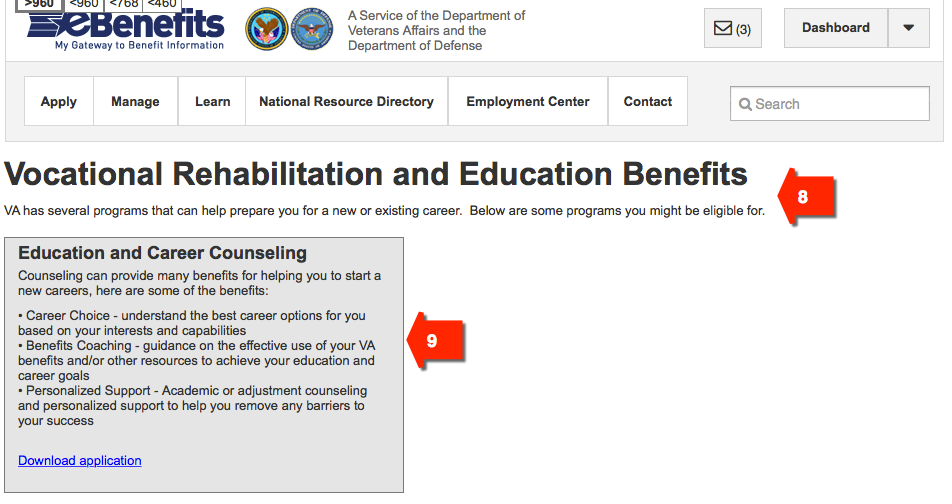 >960 <960 <768 <460
eBenefits
My Gateway to Benefit Information
A Service of the Department of
Veterans Affairs and the
Department of Defense
(3)
Dashboard
Apply Manage Learn National Resource Directory Employment Center Contact
Search
Vocational Rehabilitation and Education Benefits
8
VA has several programs that can help prepare you for a new or existing career. Below are some programs you might be eligible for.
Education and Career Counseling
Counseling can provide many benefits for helping you to start a
new careers, here are some of the benefits:
• Career Choice - understand the best career options for you
based on your interests and capabilities
• Benefits Coaching - guidance on the effective use of your VA
benefits and/or other resources to achieve your education and
career goals
• Personalized Support - Academic or adjustment counseling
and personalized support to help you remove any barriers to
your success
9
Download application